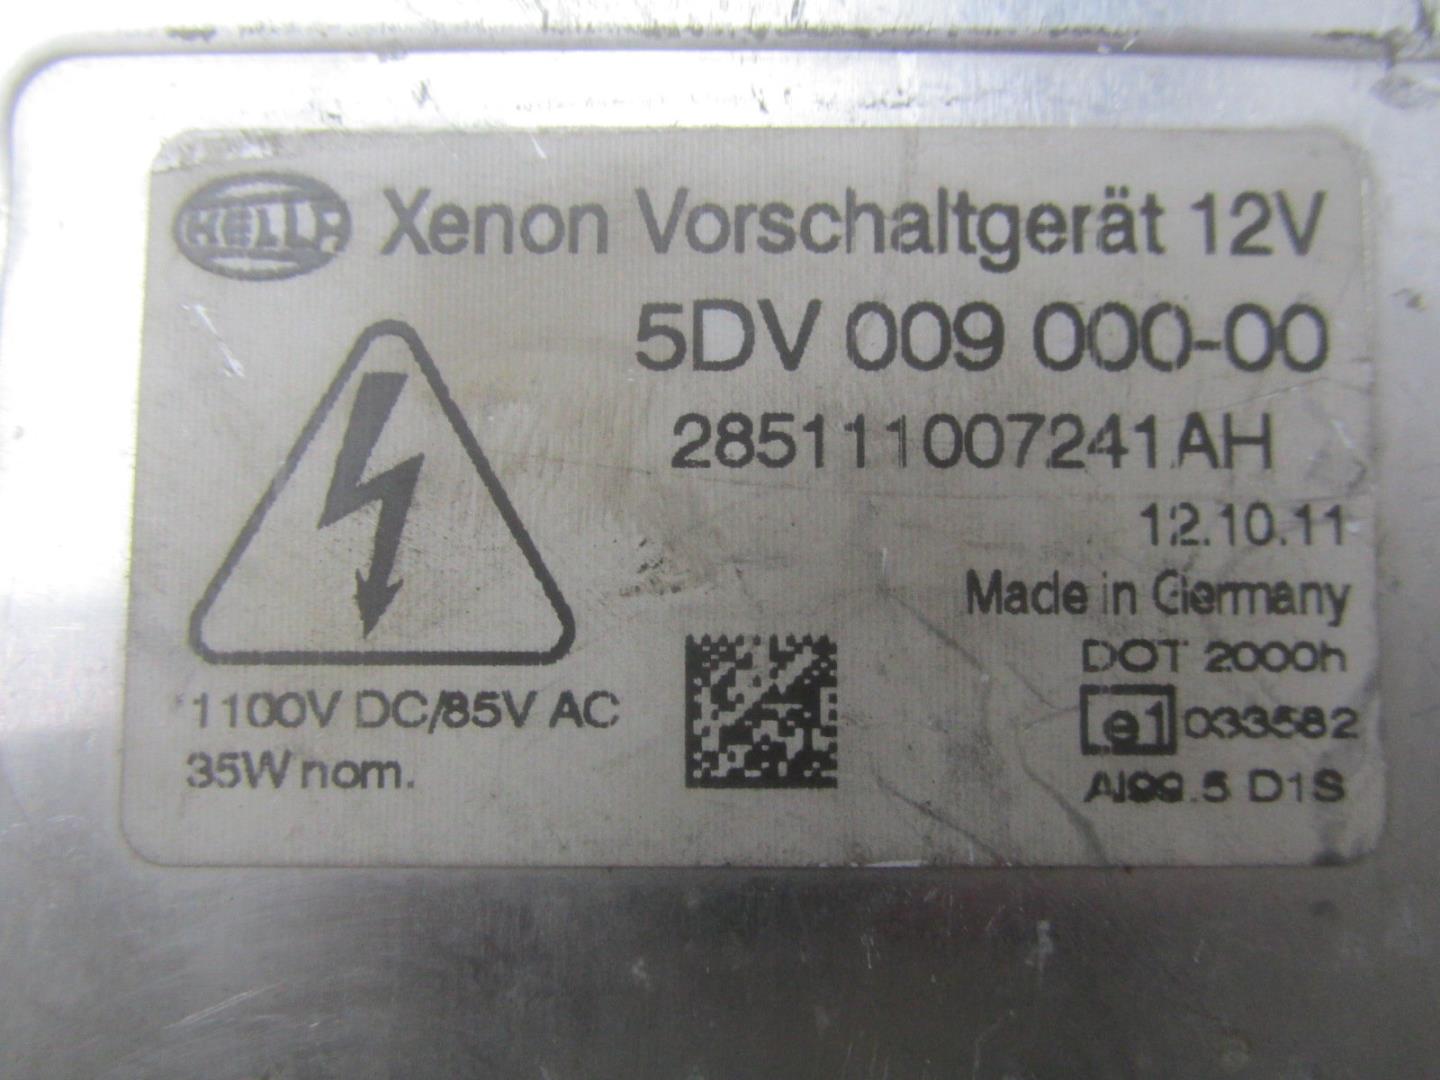 HELLA Xenon Vorschaltgerät 12V
5DV 009 000-00
285111007241AH
12.10.11
Made in Germany
DOT 2000h
e1 033582
AI99.5 D1S
1100V DC/85V AC
35W nom.